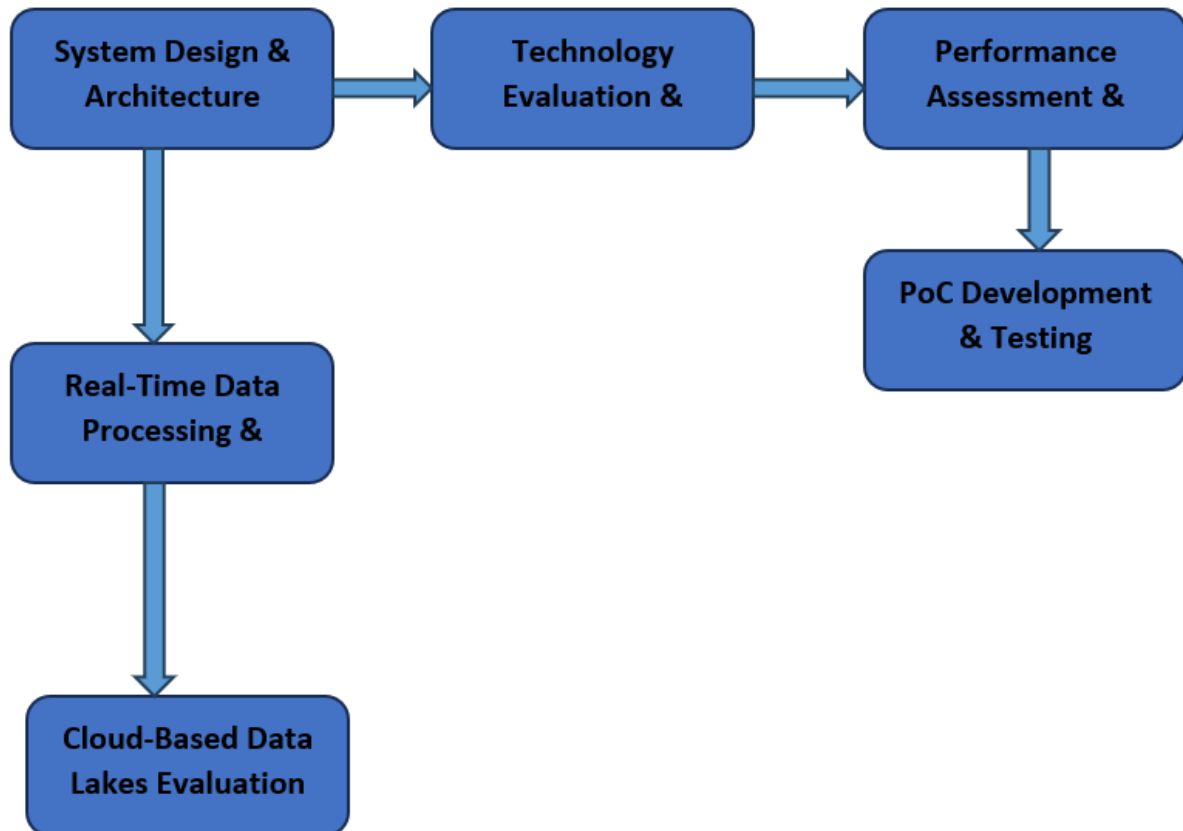 System Design &
Architecture
Technology
Evaluation &
Performance
Assessment &
PoC Development
& Testing
Real-Time Data
Processing &
Cloud-Based Data
Lakes Evaluation